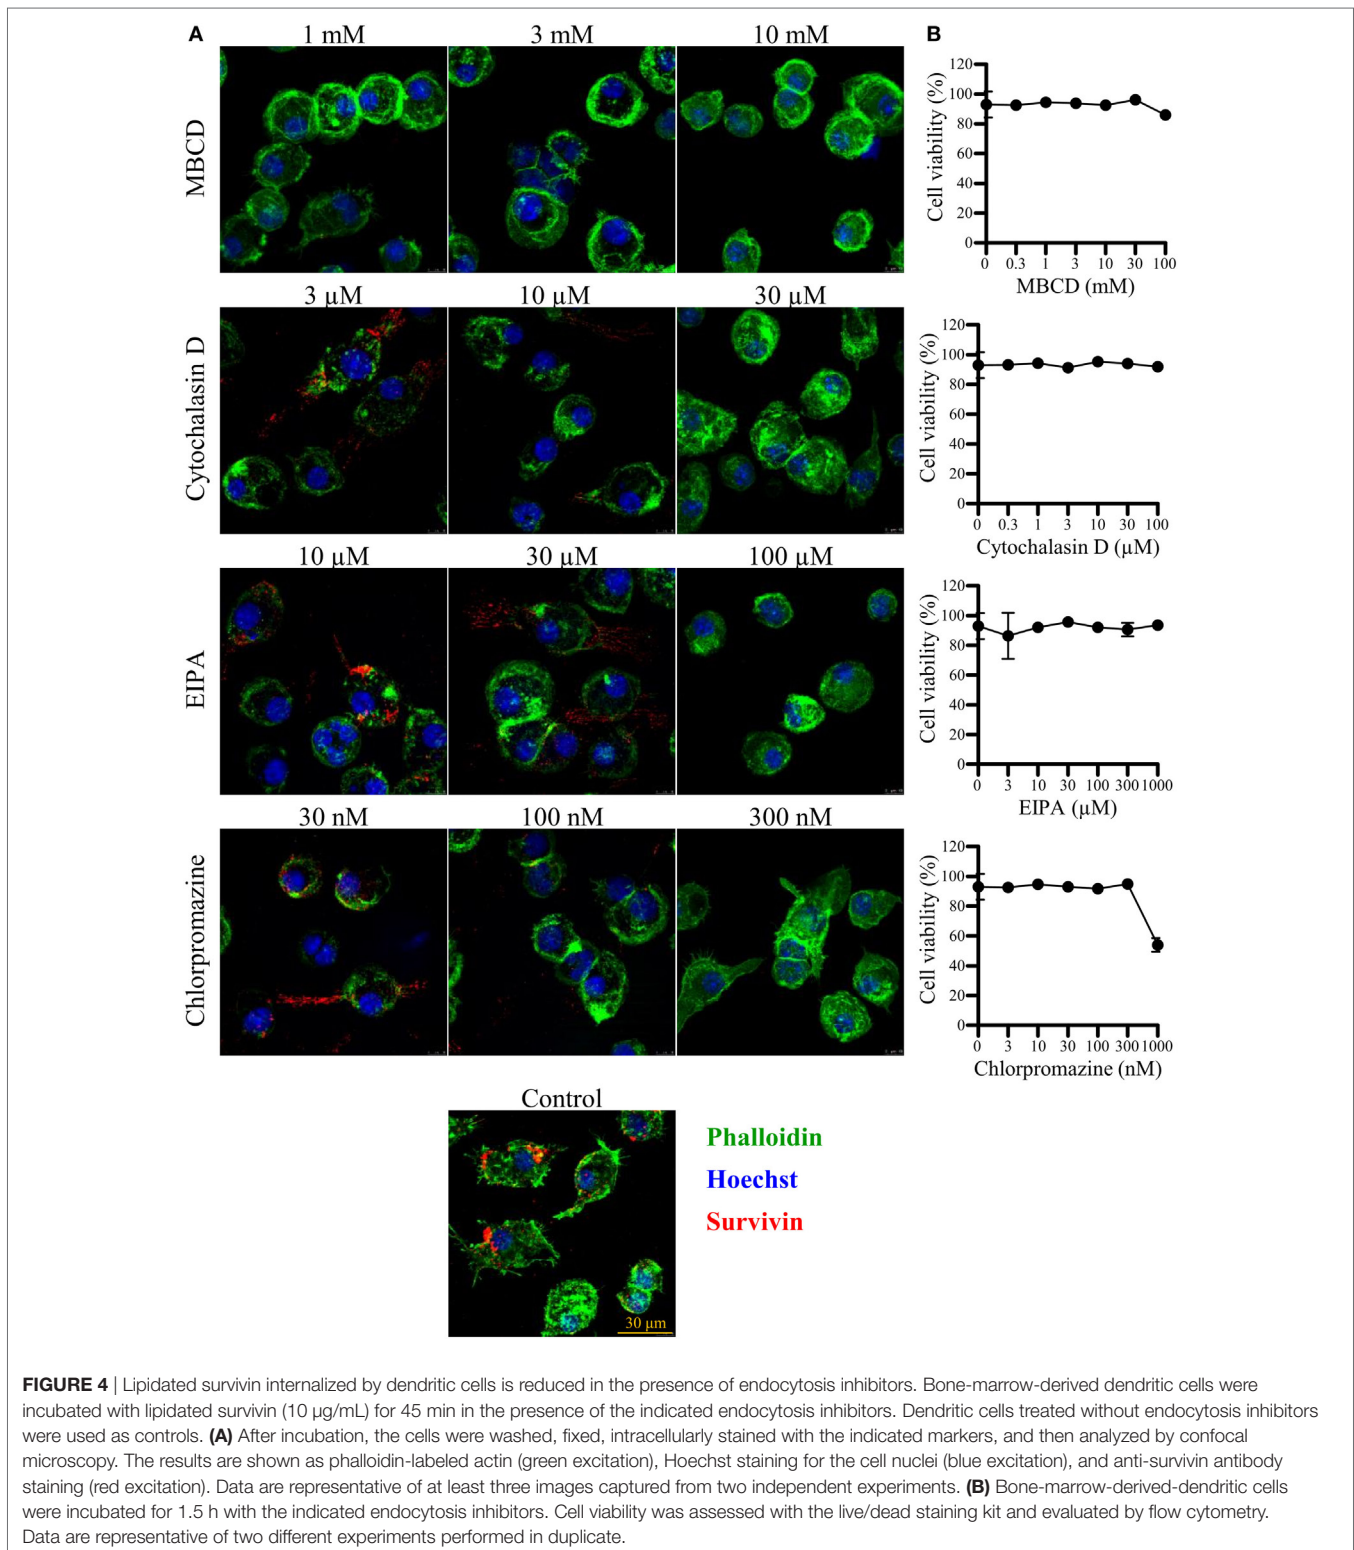 A
1 mM 3 mM 10 mM
MBCD
3 µM 10 µM 30 µM
Cytochalasin D
10 µM 30 µM 100 µM
EIPA
30 nM 100 nM 300 nM
Chlorpromazine
Control
30 µm
Phalloidin
Hoechst
Survivin
B
Cell viability (%)
120
100
80
60
40
20
0
0 0.3 1 3 10 30 100
MBCD (mM)
Cell viability (%)
120
100
80
60
40
20
0
0 0.3 1 3 10 30 100
Cytochalasin D (µM)
Cell viability (%)
120
100
80
60
40
20
0
0 3 10 30 100 300 1000
EIPA (µM)
Cell viability (%)
120
100
80
60
40
20
0
0 3 10 30 100 300 1000
Chlorpromazine (nM)
FIGURE 4 | Lipidated survivin internalized by dendritic cells is reduced in the presence of endocytosis inhibitors. Bone-marrow-derived dendritic cells were
incubated with lipidated survivin (10 µg/mL) for 45 min in the presence of the indicated endocytosis inhibitors. Dendritic cells treated without endocytosis inhibitors
were used as controls. (A) After incubation, the cells were washed, fixed, intracellularly stained with the indicated markers, and then analyzed by confocal
microscopy. The results are shown as phalloidin-labeled actin (green excitation), Hoechst staining for the cell nuclei (blue excitation), and anti-survivin antibody
staining (red excitation). Data are representative of at least three images captured from two independent experiments. (B) Bone-marrow-derived-dendritic cells
were incubated for 1.5 h with the indicated endocytosis inhibitors. Cell viability was assessed with the live/dead staining kit and evaluated by flow cytometry.
Data are representative of two different experiments performed in duplicate.